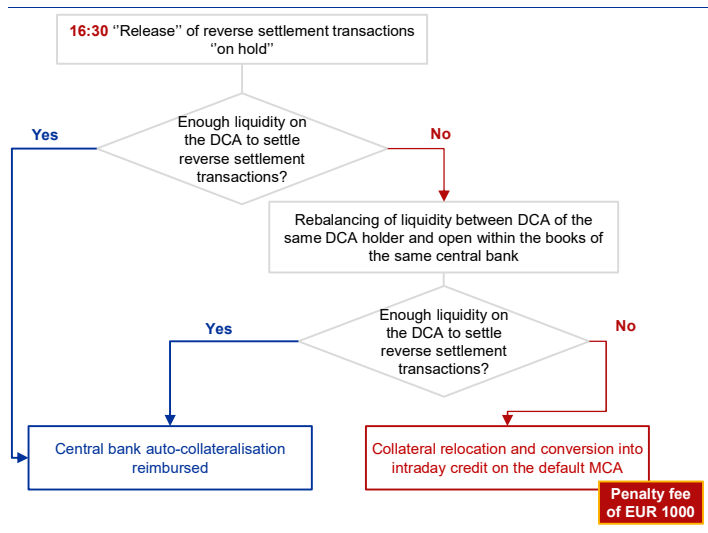 16:30 ‘’Release’’ of reverse settlement transactions
‘’on hold’’
Enough liquidity on
the DCA to settle
reverse settlement
transactions?
Yes
No
Rebalancing of liquidity between DCA of the
same DCA holder and open within the books of
the same central bank
Enough liquidity on
the DCA to settle
reverse settlement
transactions?
Yes
No
Central bank auto-collateralisation
reimbursed
Collateral relocation and conversion into
intraday credit on the default MCA
Penalty fee
of EUR 1000